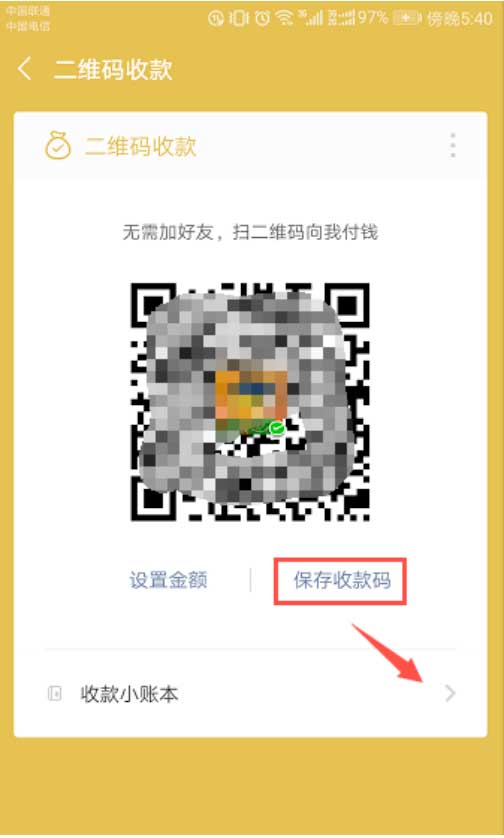 中国联通
中国电信
97% 傍晚5:40
二维码收款
二维码收款
无需加好友，扫二维码向我付钱
设置金额
保存收款码
收款小账本